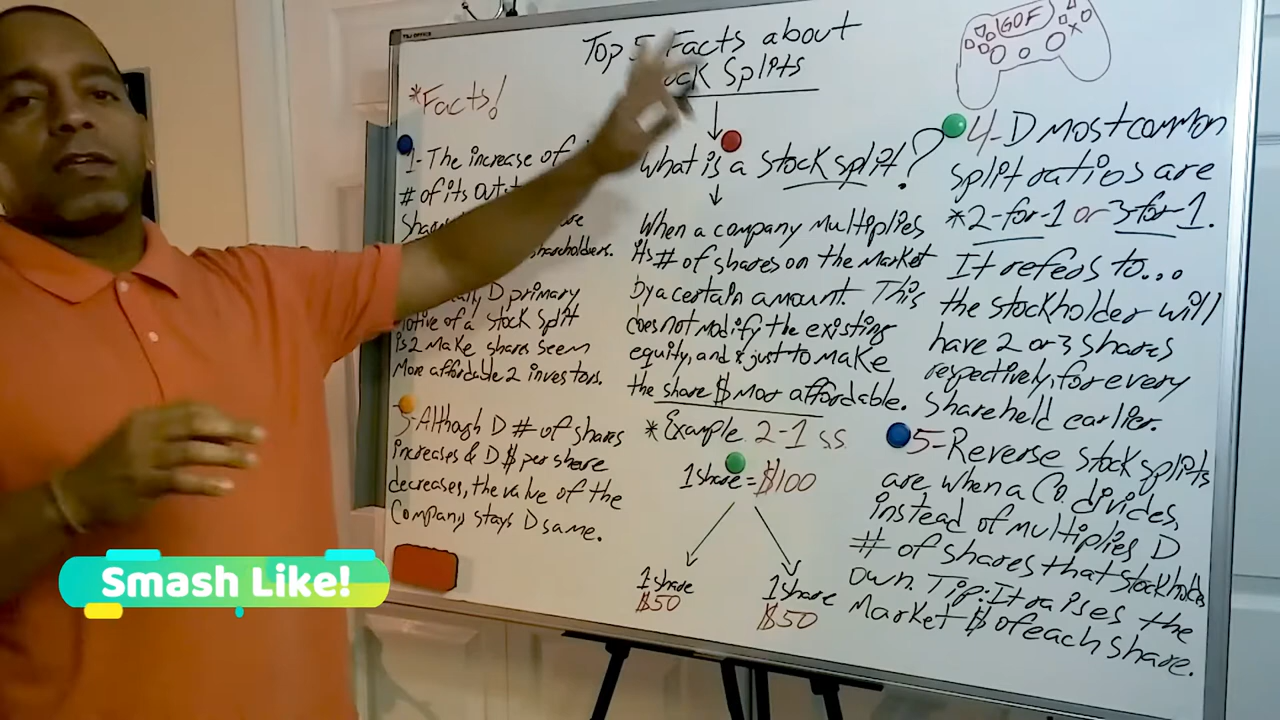 T&J OFFICE
Top 5 Facts about
Splits
GOF
*Facts!
1-The increase of
# of its
shareholders.
D primary
of a stock split
is 2 make shares seem
More affordable 2 investors.
3-Although D # of shares
increases & D $ per share
decreases, the value of the
Company stays D same.
What is a stock split?
When a company multiplies
its # of shares on the market
by a certain amount. This
does not modify the existing
equity, and is just to make
the share $ mor affordable.
*Example 2-1 s.s.
1 share = $100
1 share
$50
1 share
$50
4-D most common
split ratios are
*2-for-1 or 3-for-1.
It refers to...
the stockholder will
have 2 or 3 shares
respectively, for every
share held earlier.
5-Reverse stock splits
are when a Co divides,
instead of multiplies D
# of shares that stockholds
own. Tip: It raises the
Market $ of each share.
Smash Like!